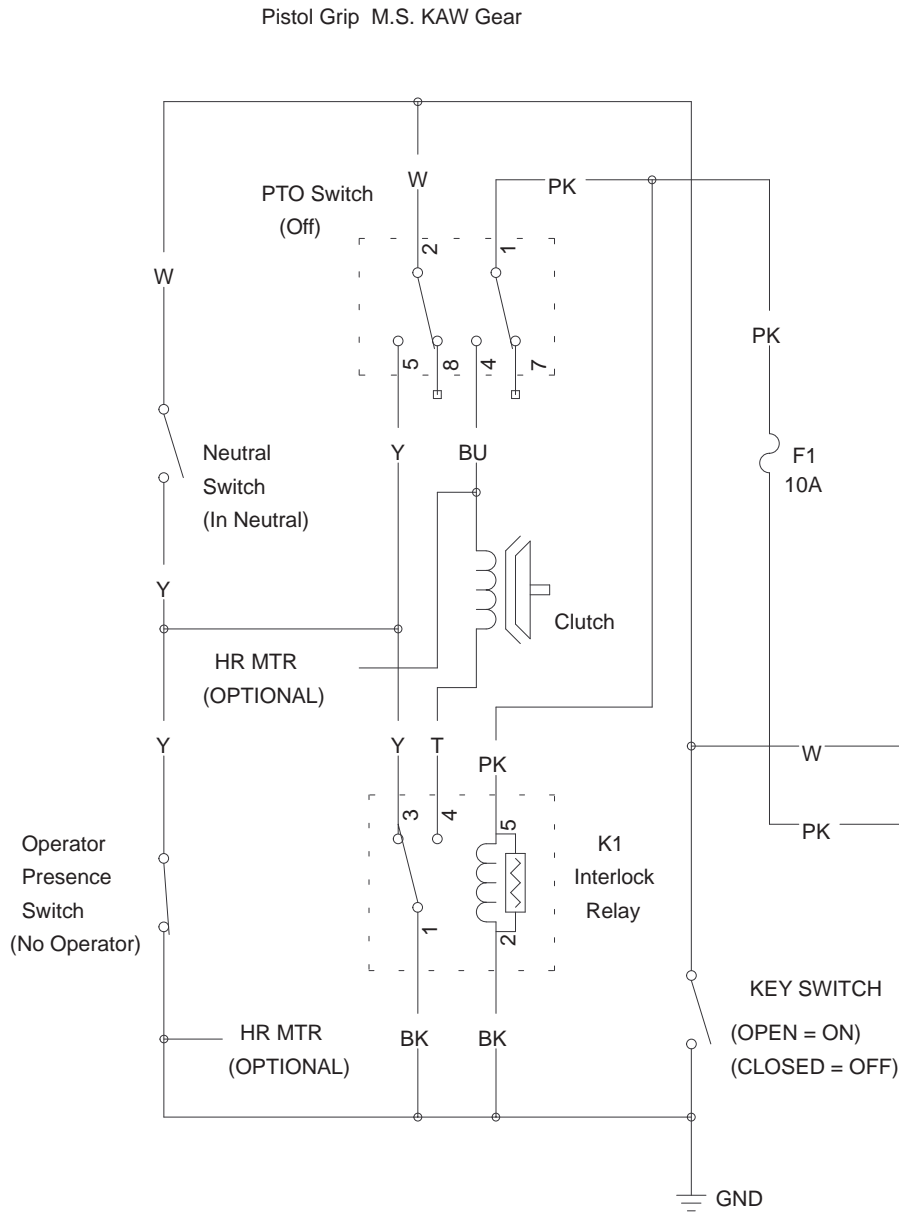 Pistol Grip  M.S. KAW Gear
W
PK
PTO Switch
(Off)
2
1
W
PK
5
8
4
7
Neutral
Switch
(In Neutral)
Y
BU
F1
10A
Y
Clutch
HR MTR
(OPTIONAL)
Y
Y
T
PK
W
3
4
5
PK
Operator
Presence
Switch
(No Operator)
K1
Interlock
Relay
1
2
KEY SWITCH
(OPEN = ON)
(CLOSED = OFF)
HR MTR
(OPTIONAL)
BK
BK
GND